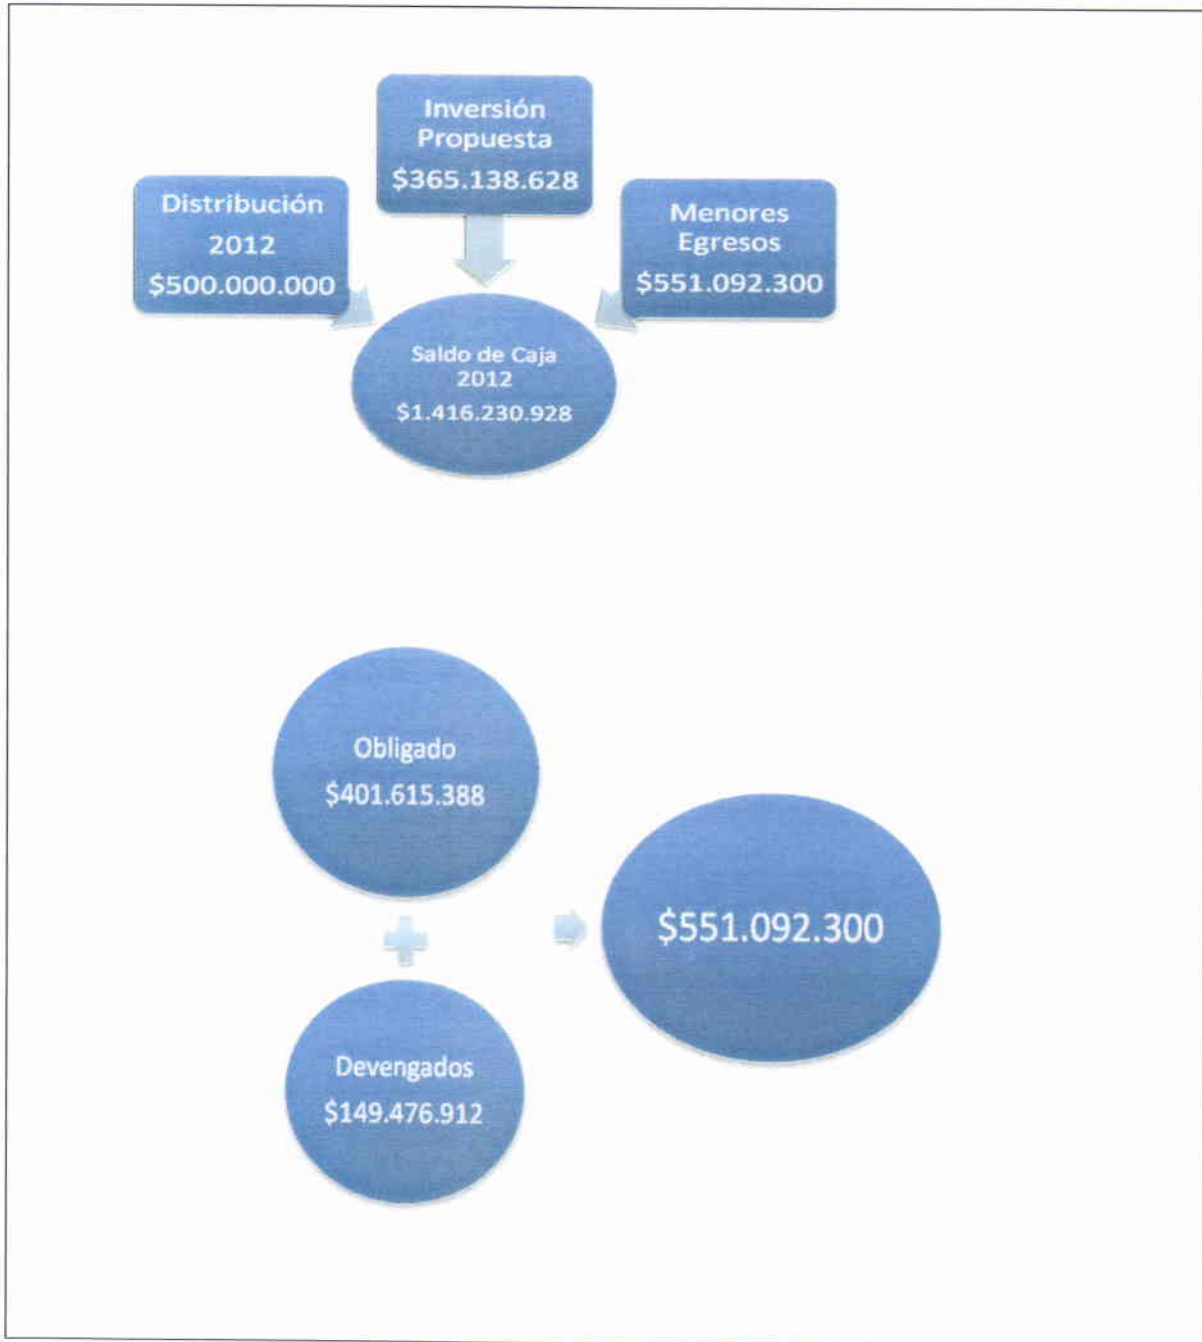 Inversión
Propuesta
$365.138.628
Distribución
2012
$500.000.000
Menores
Egresos
$551.092.300
Saldo de Caja
2012
$1.416.230.928
Obligado
$401.615.388
$551.092.300
Devengados
$149.476.912